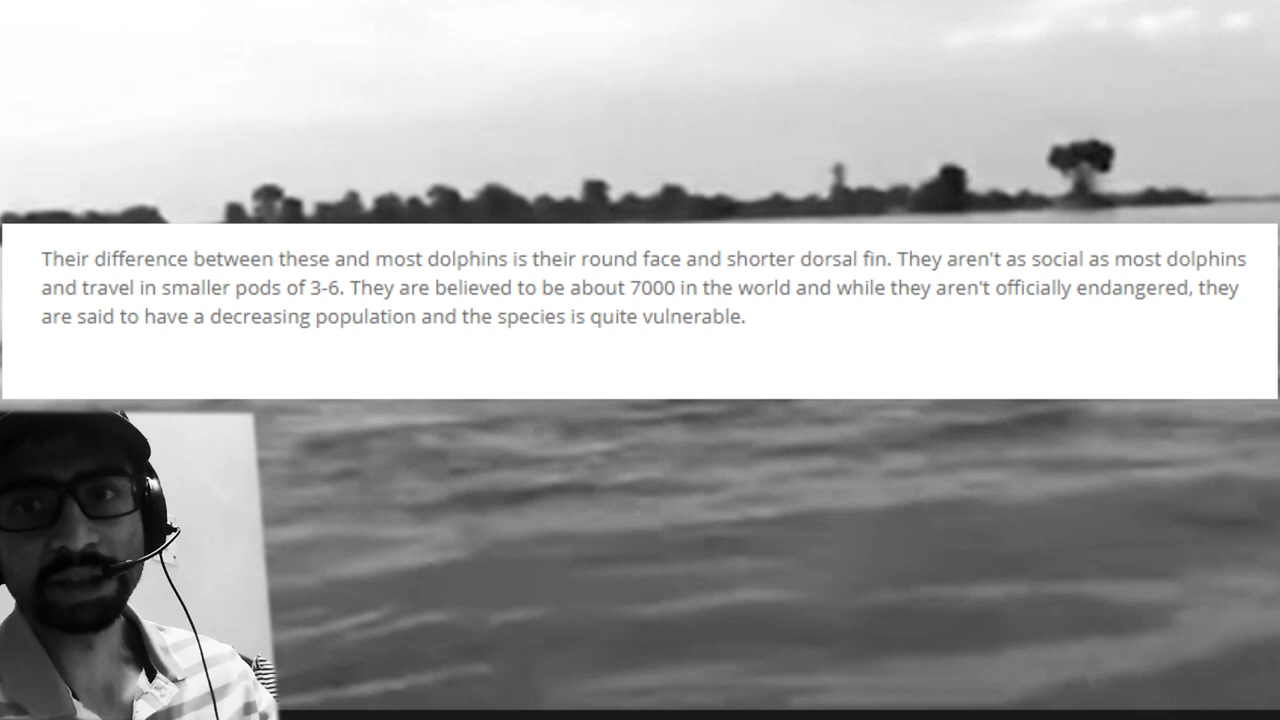 Their difference between these and most dolphins is their round face and shorter dorsal fin. They aren't as social as most dolphins
and travel in smaller pods of 3-6. They are believed to be about 7000 in the world and while they aren't officially endangered, they
are said to have a decreasing population and the species is quite vulnerable.